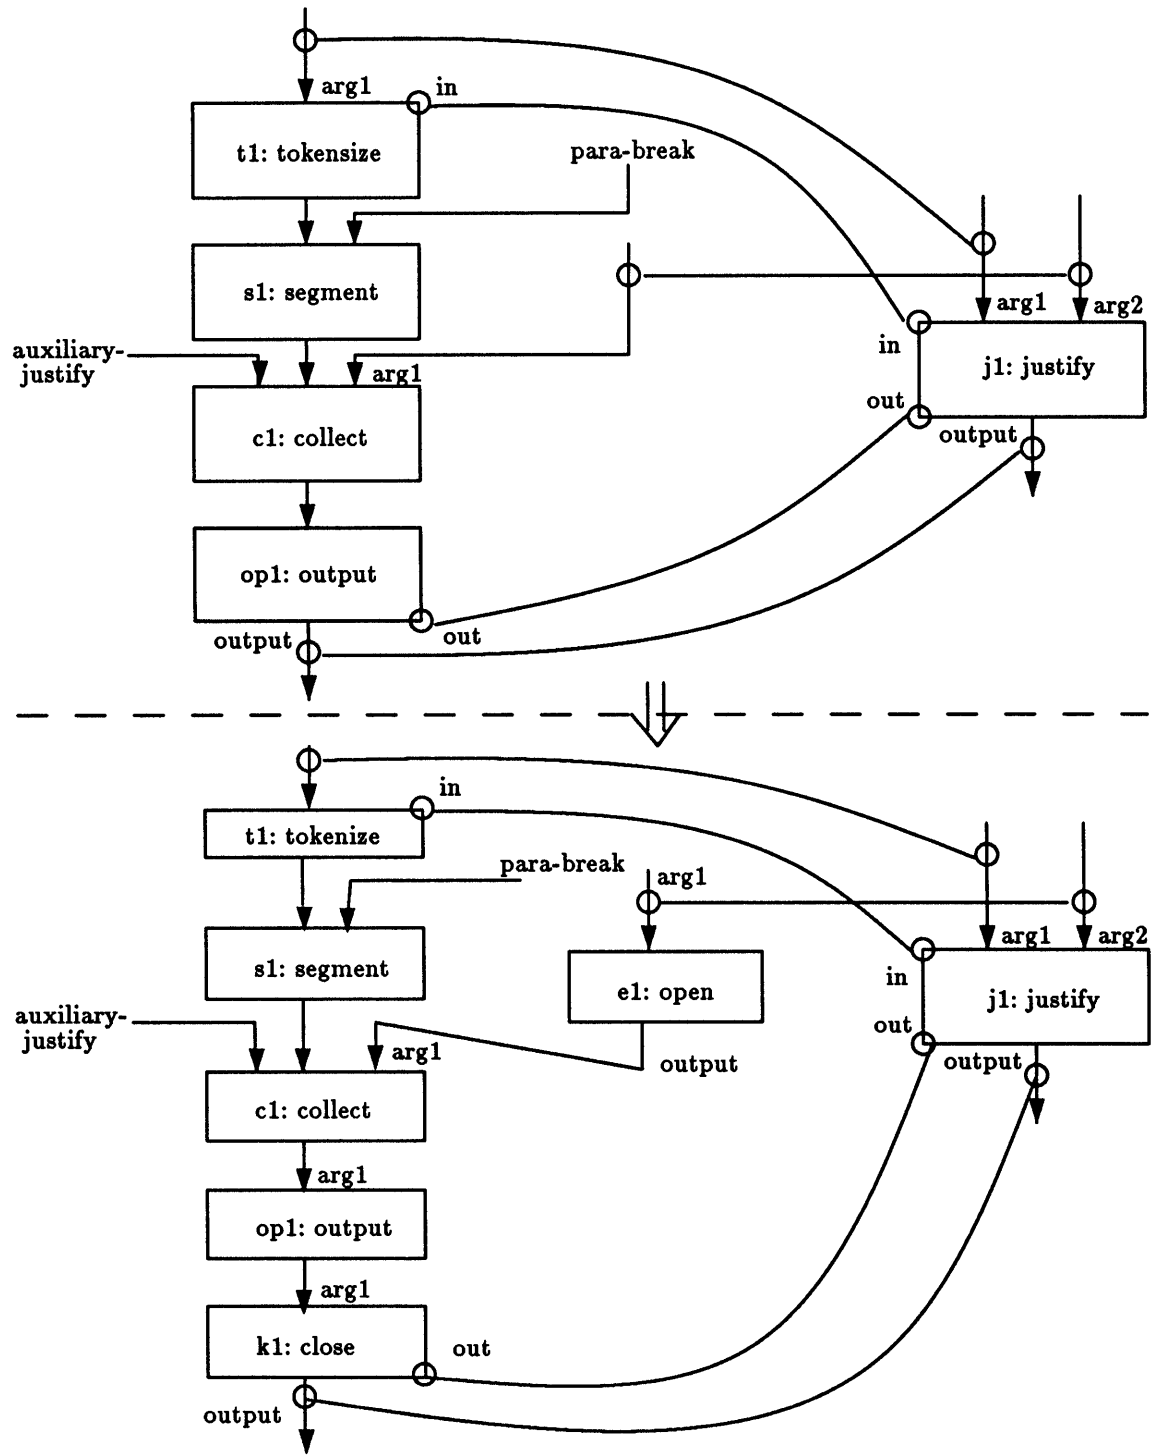 arg1
in
t1: tokensize
para-break
s1: segment
arg1
arg2
in
j1: justify
auxiliary-
justify
arg1
out
c1: collect
output
op1: output
output
out
in
t1: tokenize
para-break
arg1
s1: segment
arg1
arg2
in
e1: open
j1: justify
auxiliary-
justify
out
arg1
output
output
c1: collect
arg1
op1: output
arg1
k1: close
out
output